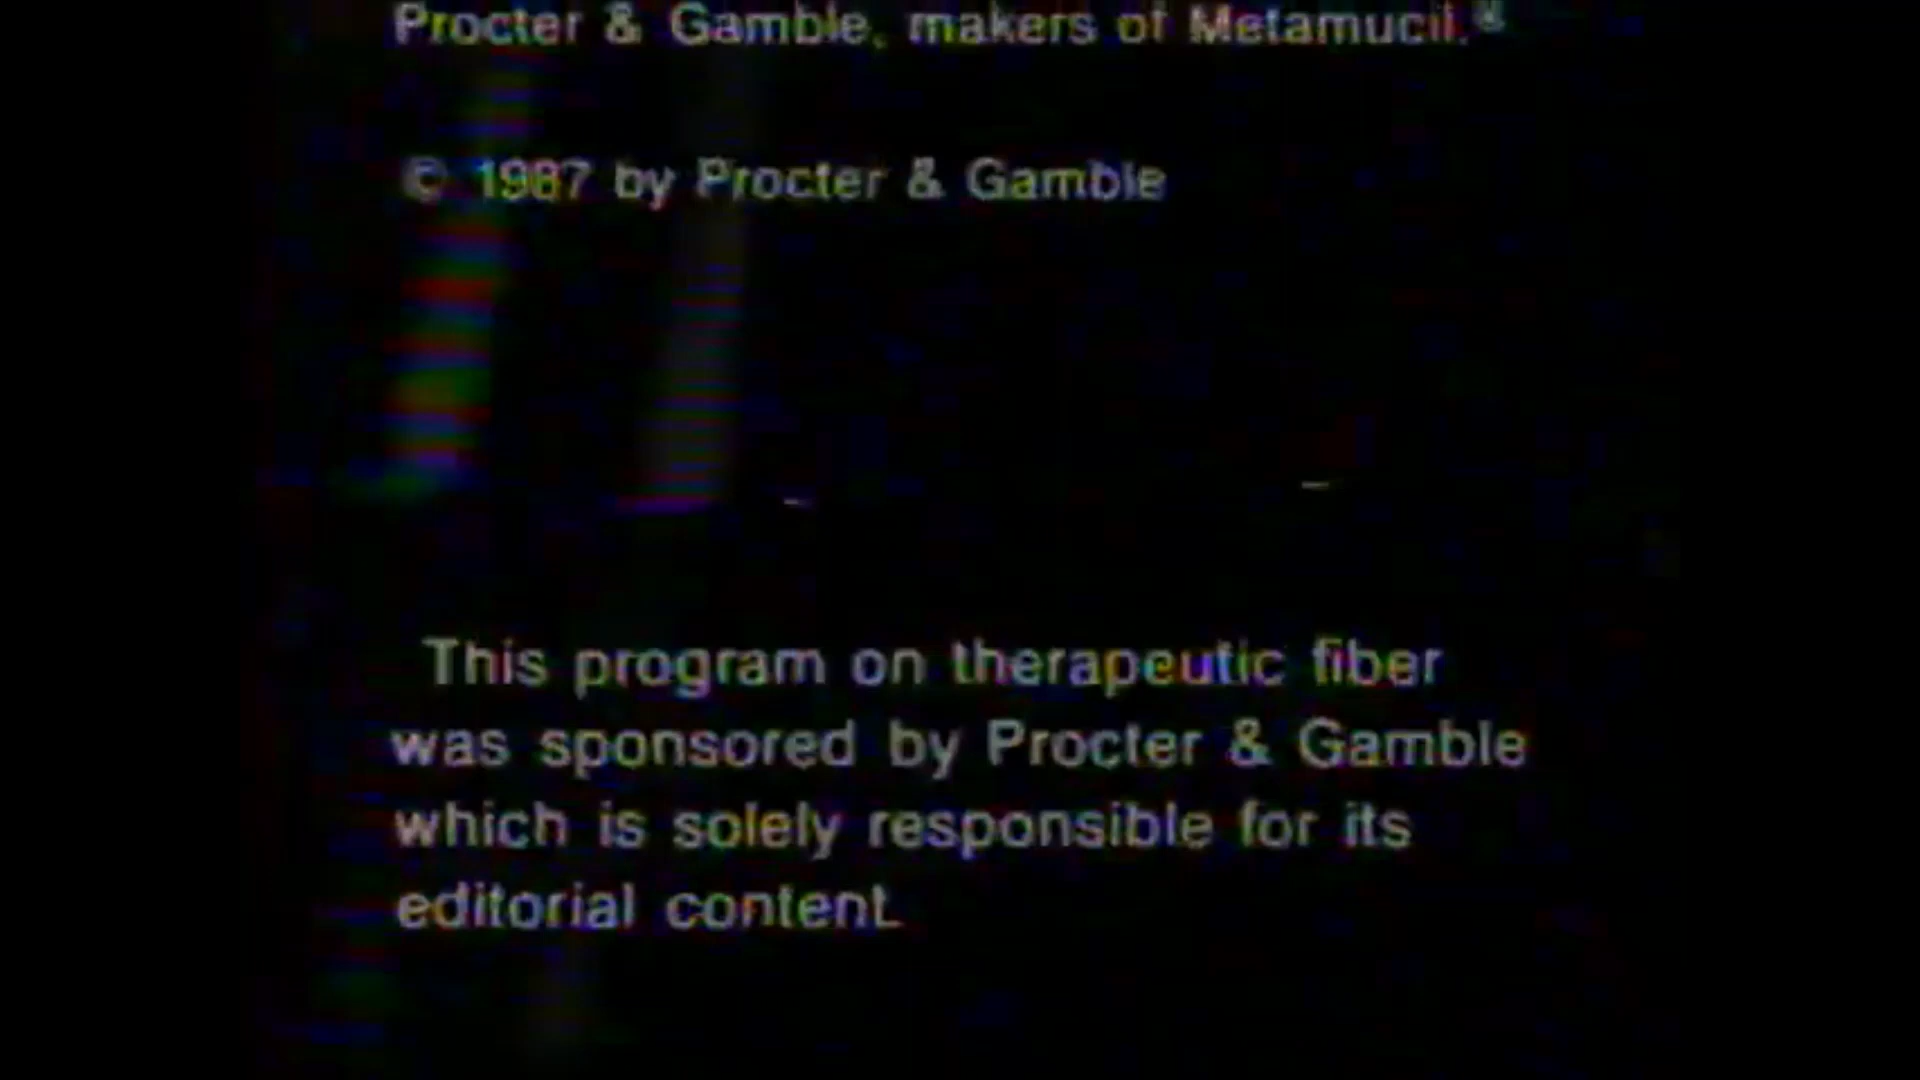 Procter & Gamble, makers of Metamucil.®
© 1987 by Procter & Gamble
This program on therapeutic fiber
was sponsored by Procter & Gamble
which is solely responsible for its
editorial content.